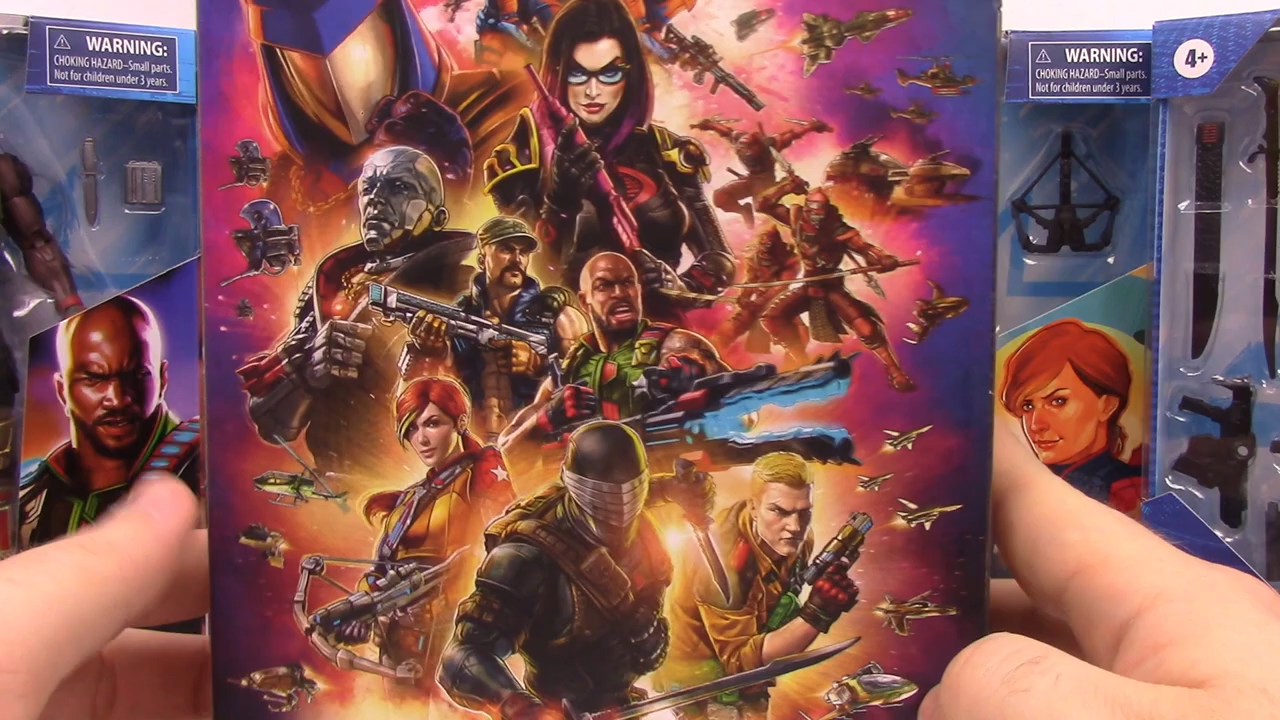 WARNING:
CHOKING HAZARD–Small parts.
Not for children under 3 years.
WARNING:
CHOKING HAZARD–Small parts.
Not for children under 3 years.
4+